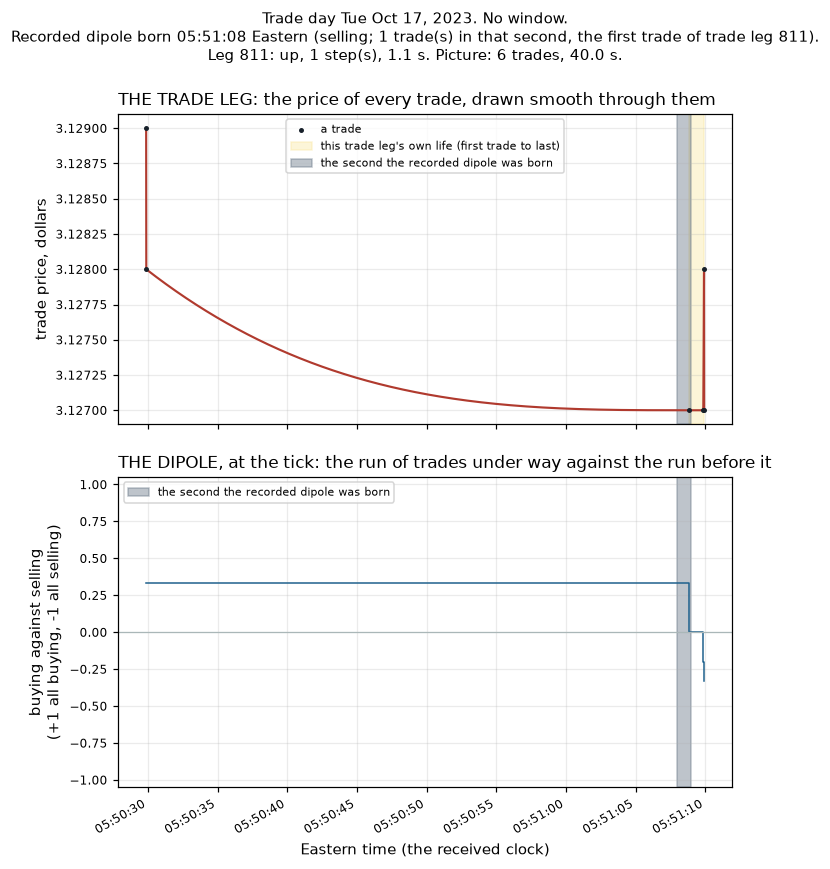 Trade day Tue Oct 17, 2023. No window.
Recorded dipole born 05:51:08 Eastern (selling; 1 trade(s) in that second, the first trade of trade leg 811).
Leg 811: up, 1 step(s), 1.1 s. Picture: 6 trades, 40.0 s.
THE TRADE LEG: the price of every trade, drawn smooth through them
a trade
this trade leg's own life (first trade to last)
the second the recorded dipole was born
trade price, dollars
3.12900
3.12875
3.12850
3.12825
3.12800
3.12775
3.12750
3.12725
3.12700
THE DIPOLE, at the tick: the run of trades under way against the run before it
the second the recorded dipole was born
buying against selling
(+1 all buying, -1 all selling)
1.00
0.75
0.50
0.25
0.00
−0.25
−0.50
−0.75
−1.00
05:50:30
05:50:35
05:50:40
05:50:45
05:50:50
05:50:55
05:51:00
05:51:05
05:51:10
Eastern time (the received clock)